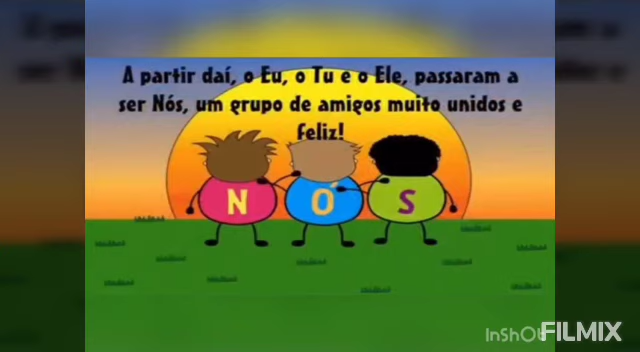 A partir daí, o Eu, o Tu e o Ele, passaram a
ser Nós, um grupo de amigos muito unidos e
feliz!
N Ó S
InShOt FILMIX